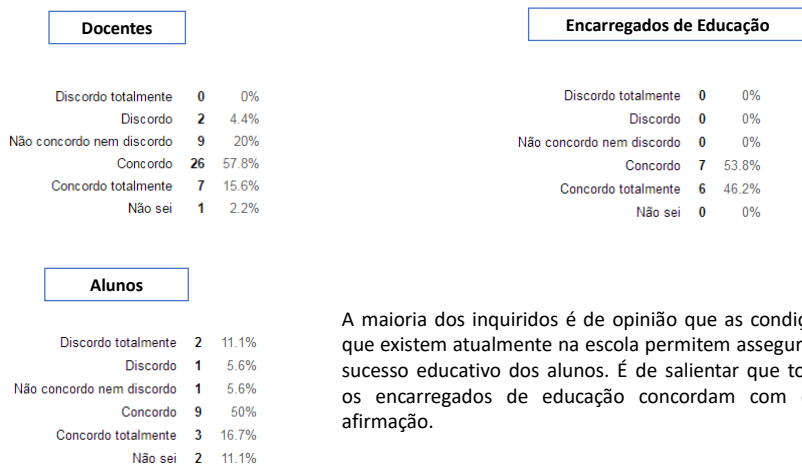 Docentes
Discordo totalmente 0 0%
Discordo 2 4.4%
Não concordo nem discordo 9 20%
Concordo 26 57.8%
Concordo totalmente 7 15.6%
Não sei 1 2.2%
Encarregados de Educação
Discordo totalmente 0 0%
Discordo 0 0%
Não concordo nem discordo 0 0%
Concordo 7 53.8%
Concordo totalmente 6 46.2%
Não sei 0 0%
Alunos
Discordo totalmente 2 11.1%
Discordo 1 5.6%
Não concordo nem discordo 1 5.6%
Concordo 9 50%
Concordo totalmente 3 16.7%
Não sei 2 11.1%
A maioria dos inquiridos é de opinião que as
que existem atualmente na escola permitem
sucesso educativo dos alunos. É de salientar que
os encarregados de educação concordam com
afirmação.